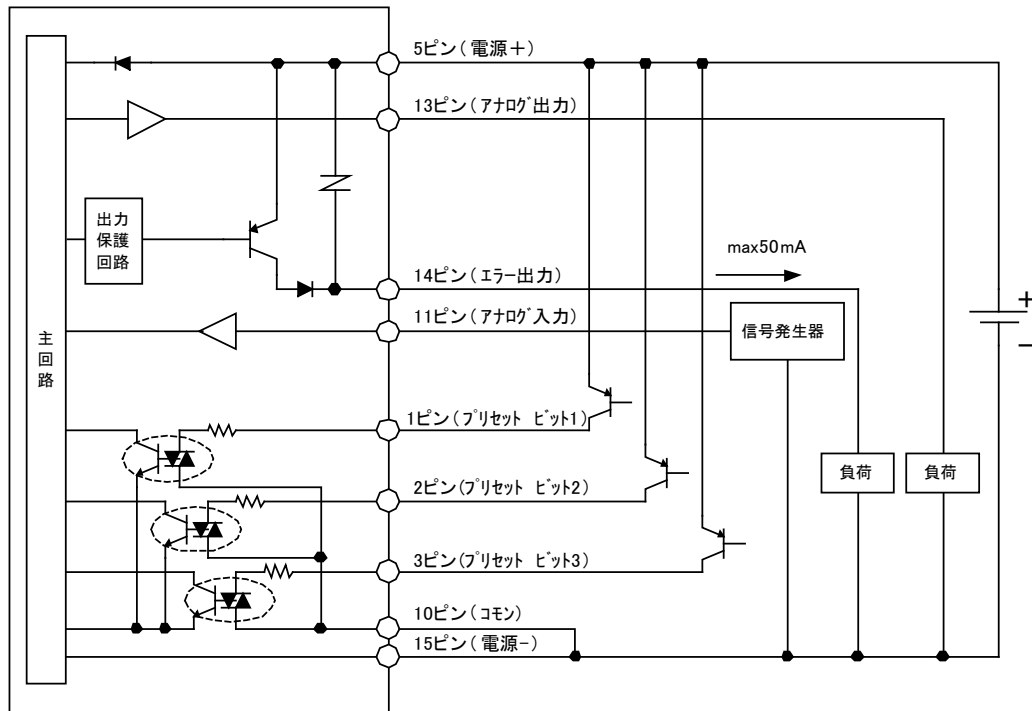 5ピン(電源+)
13ピン(アナログ出力)
出力
保護
回路
max50mA
14ピン(エラー出力)
11ピン(アナログ入力)
信号発生器
+
−
主
回
路
1ピン(プリセット ビット1)
2ピン(プリセット ビット2)
負荷
負荷
3ピン(プリセット ビット3)
10ピン(コモン)
15ピン(電源-)